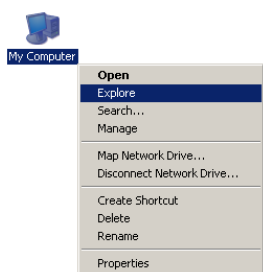 My Computer
Open
Explore
Search...
Manage
Map Network Drive...
Disconnect Network Drive...
Create Shortcut
Delete
Rename
Properties